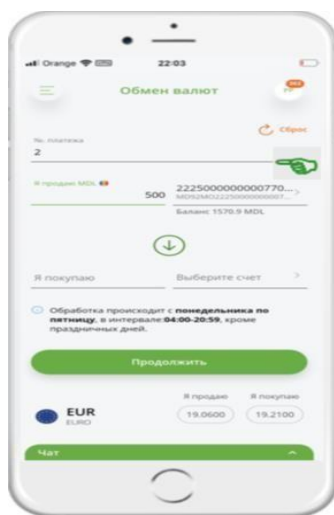 Orange 22:03
Обмен валют
Сброс
№. платежа
2
Я продаю MDL
500
2225000000000770...
Баланс 1570.9 MDL
Я покупаю
Выберите счет
Обработка происходит с понедельника по
пятницу, в интервале:04:00-20:59, кроме
праздничных дней.
Продолжить
Я продаю Я покупаю
EUR 19.0600 19.2100
EURO
Чат